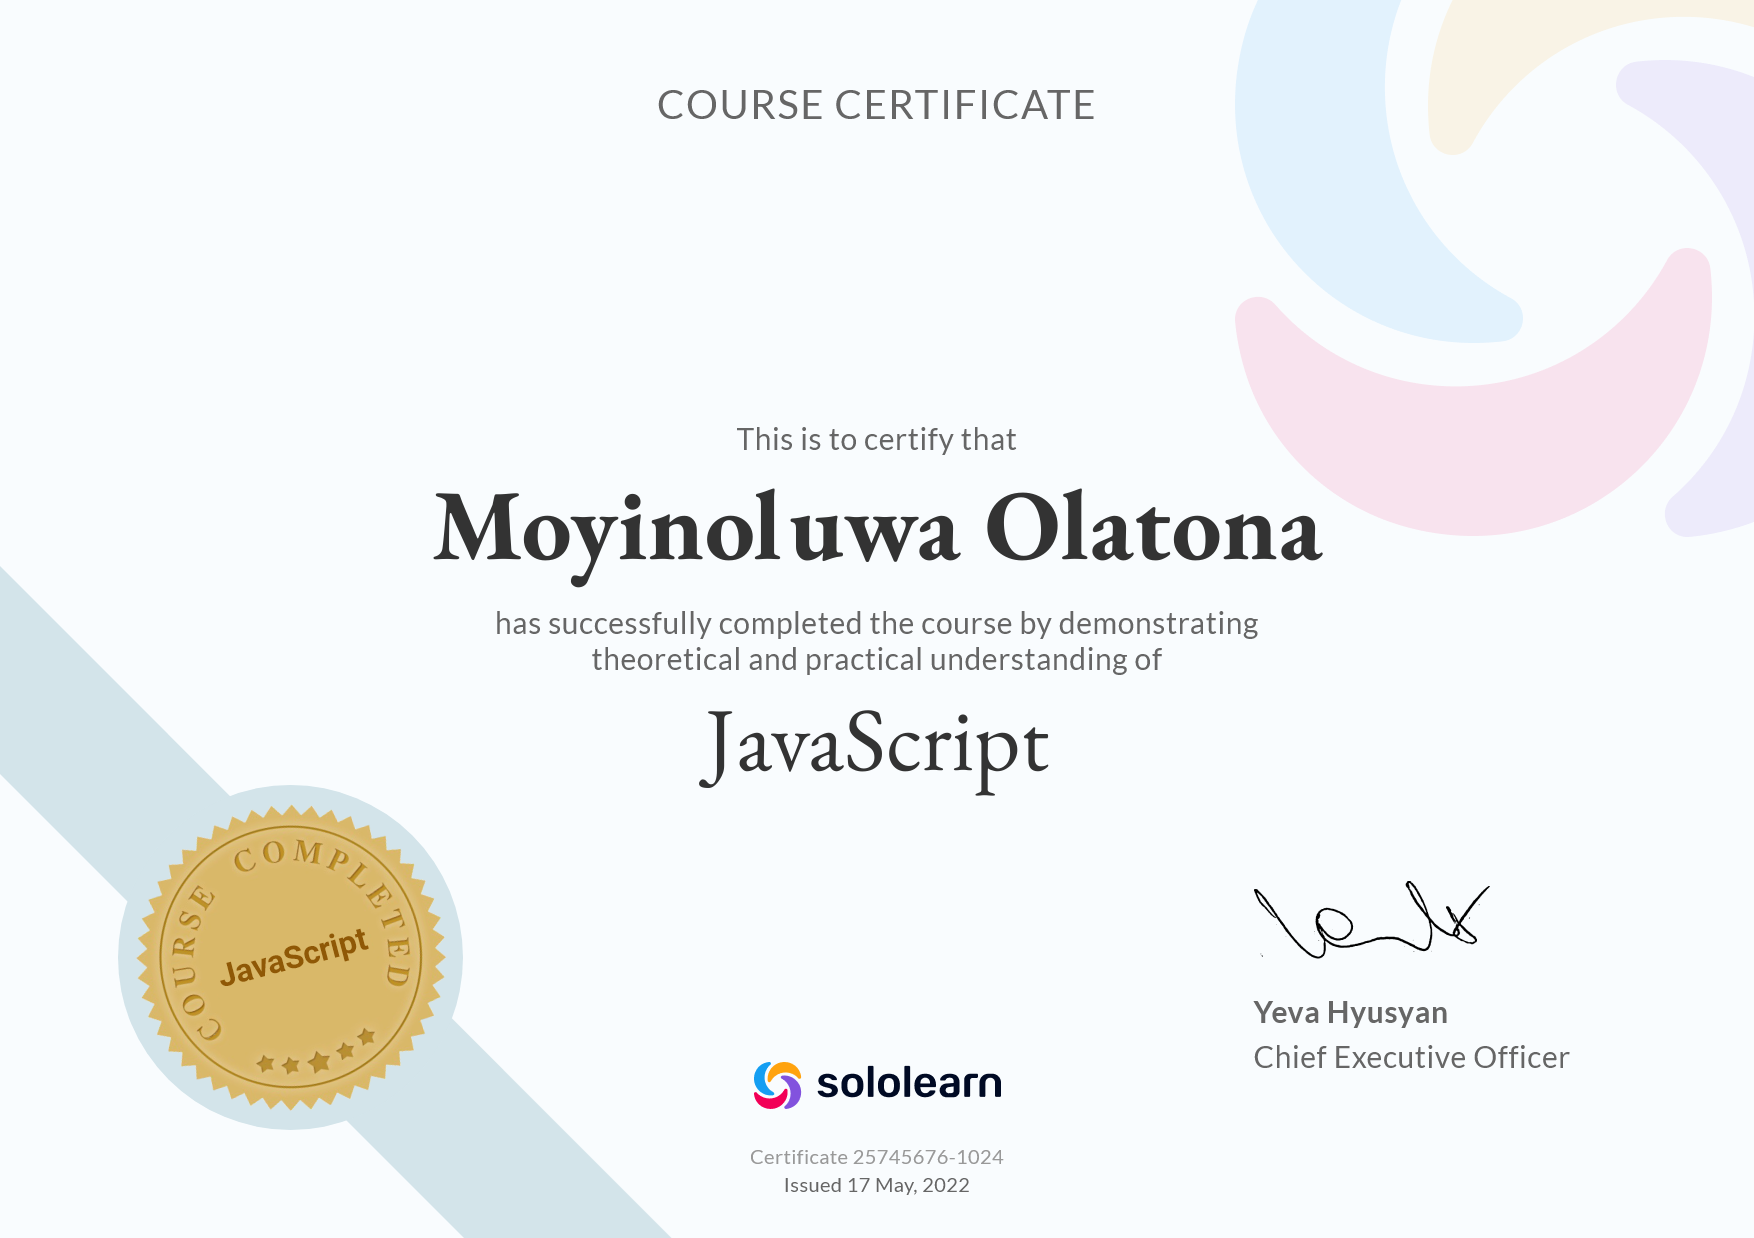 COURSE CERTIFICATE
This is to certify that
Moyinoluwa Olatona
has successfully completed the course by demonstrating
theoretical and practical understanding of
JavaScript
COURSE COMPLETED
JavaScript
Yeva Hyusyan
Chief Executive Officer
sololearn
Certificate 25745676-1024
Issued 17 May, 2022